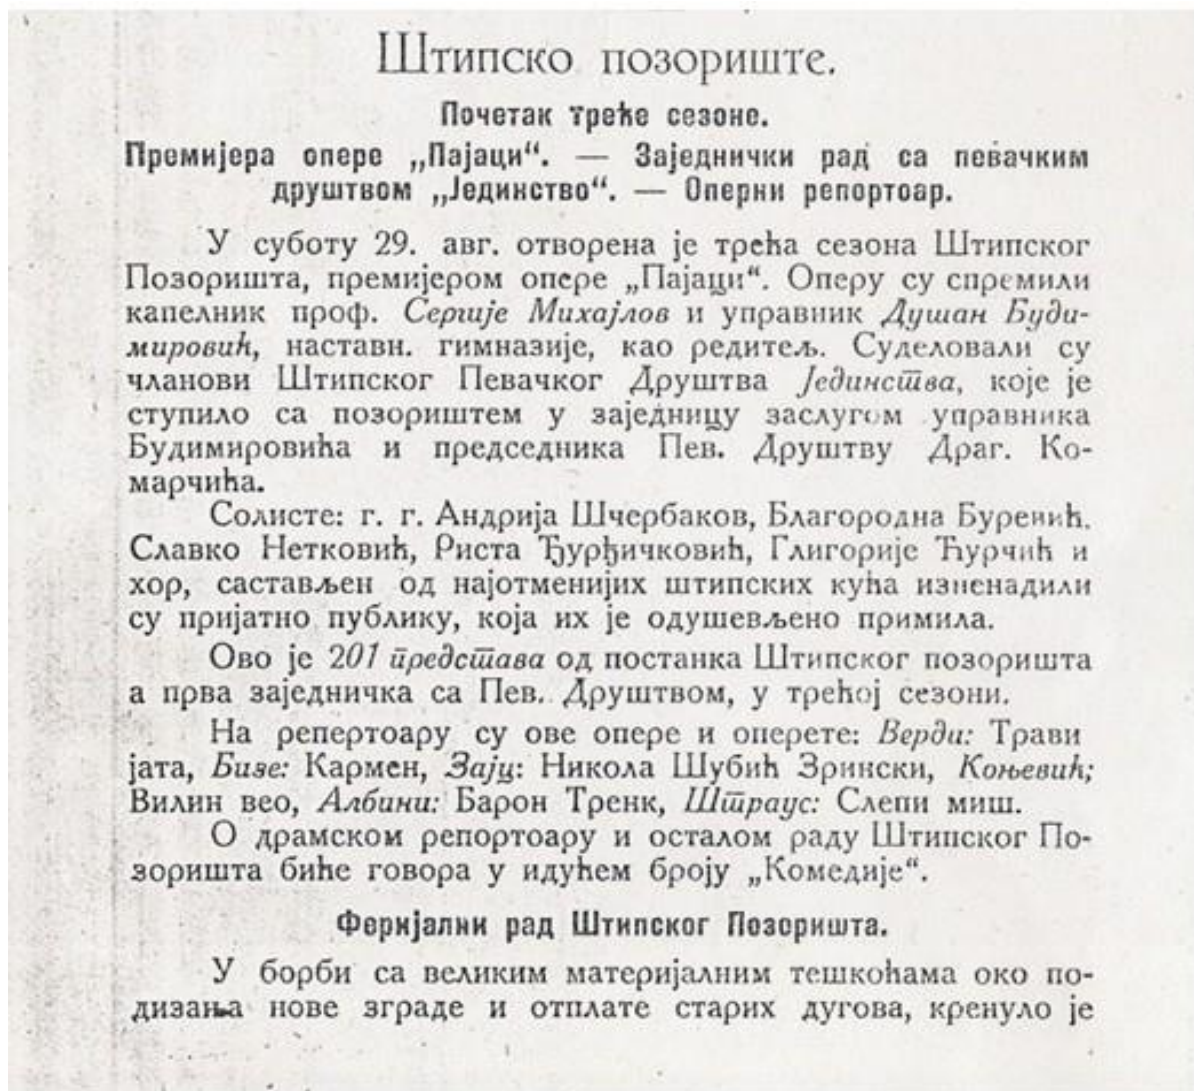 Штипско позориште.
Почетак треће сезоне.
Премијера опере „Пајаци“. — Заједнички рад са певачким
друштвом „Јединство“. — Оперни репортоар.
У суботу 29. авг. отворена је трећа сезона Штипског
Позоришта, премијером опере „Пајаци“. Оперу су спремили
капелник проф. Сергије Михајлов и управник Душан Буди-
мировић, наставн. гимназије, као редитељ. Суделовали су
чланови Штипског Певачког Друштва Јединства, које је
ступило са позориштем у заједницу заслугом управника
Будимировића и председника Пев. Друштву Драг. Ко-
марчића.
Солисте: г. г. Андрија Шчербаков, Благородна Буревић.
Славко Нетковић, Риста Ђурђичковић, Глигорије Ћурчић и
хор, састављен од најотменијих штипских кућа изненадили
су пријатно публику, која их је одушевљено примила.
Ово је 201 представа од постанка Штипског позоришта
а прва заједничка са Пев. Друштвом, у трећој сезони.
На репертоару су ове опере и оперете: Верди: Трави
јата, Бизе: Кармен, Зајц: Никола Шубић Зрински, Коњевић;
Вилин вео, Албини: Барон Тренк, Штраус: Слепи миш.
О драмском репортоару и осталом раду Штипског По-
зоришта биће говора у идућем броју „Комедије“.
Феријални рад Штипског Позоришта.
У борби са великим материјалним тешкоћама око по-
дизања нове зграде и отплате старих дугова, кренуло је